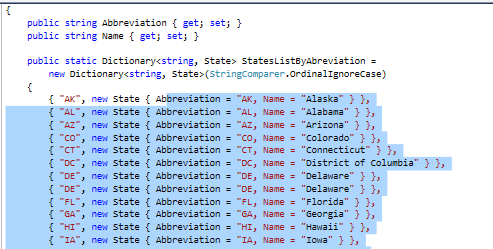 {
public string Abbreviation { get; set; }
public string Name { get; set; }
public static Dictionary<string, State> StatesListByAbreviation =
new Dictionary<string, State>(StringComparer.OrdinalIgnoreCase)
{
{ "AK", new State { Abbreviation = "AK, Name = "Alaska" } },
{ "AL", new State { Abbreviation = "AL, Name = "Alabama" } },
{ "AZ", new State { Abbreviation = "AZ, Name = "Arizona" } },
{ "CO", new State { Abbreviation = "CO, Name = "Colorado" } },
{ "CT", new State { Abbreviation = "CT, Name = "Connecticut" } },
{ "DC", new State { Abbreviation = "DC, Name = "District of Columbia" } },
{ "DE", new State { Abbreviation = "DE, Name = "Delaware" } },
{ "DE", new State { Abbreviation = "DE, Name = "Delaware" } },
{ "FL", new State { Abbreviation = "FL, Name = "Florida" } },
{ "GA", new State { Abbreviation = "GA, Name = "Georgia" } },
{ "HI", new State { Abbreviation = "HI, Name = "Hawaii" } },
{ "IA", new State { Abbreviation = "IA, Name = "Iowa" } },